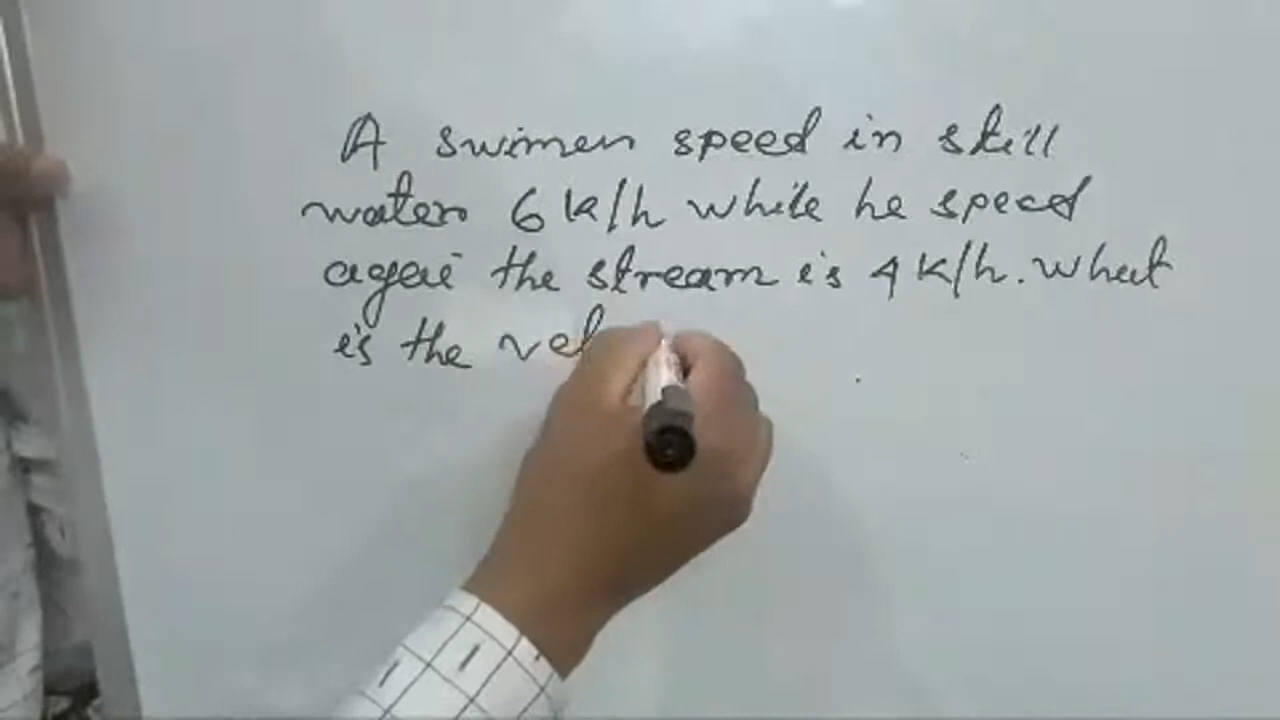 A swimen speed in still
water 6 k/h while he speed
agai the stream is 4 k/h. what
is the vel